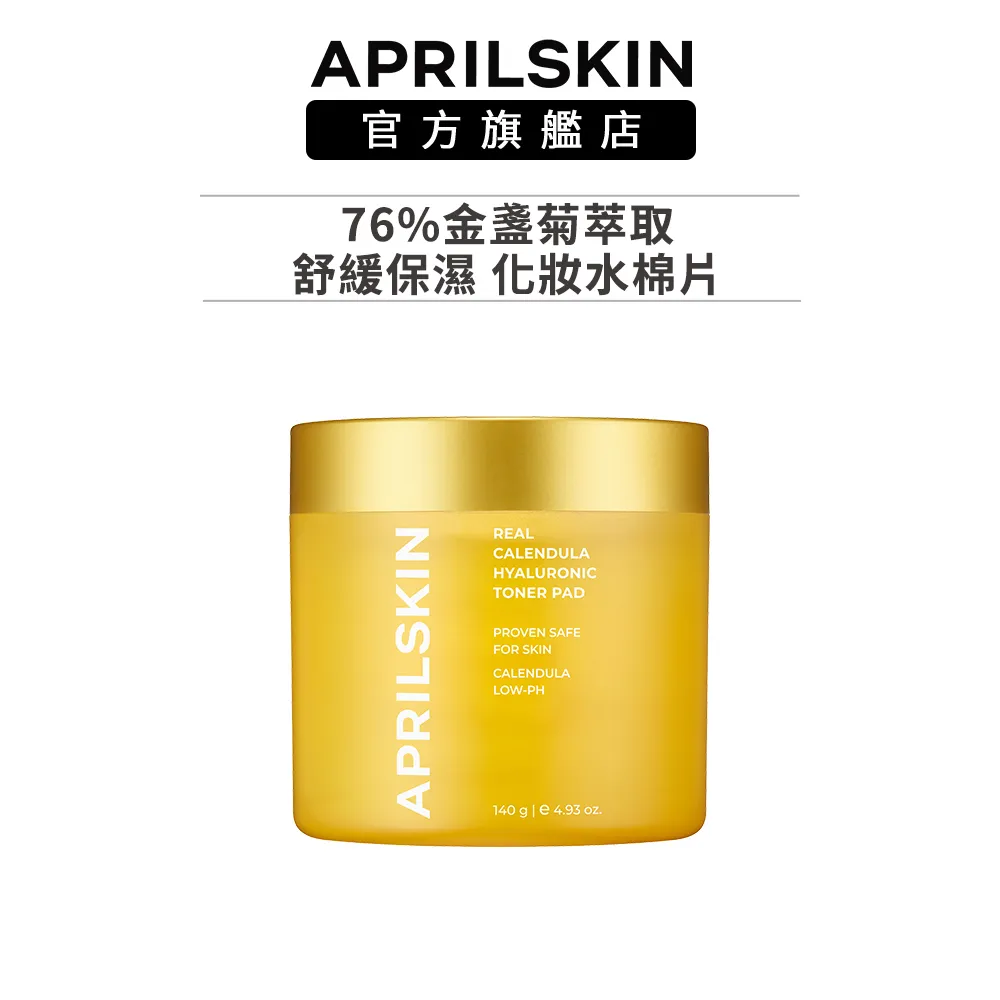 APRILSKIN
官方旗艦店
76%金盞菊萃取
舒緩保濕 化妝水棉片
APRILSKIN
REAL
CALENDULA
HYALURONIC
TONER PAD
PROVEN SAFE
FOR SKIN
CALENDULA
LOW-PH
140 g | e 4.93 oz.